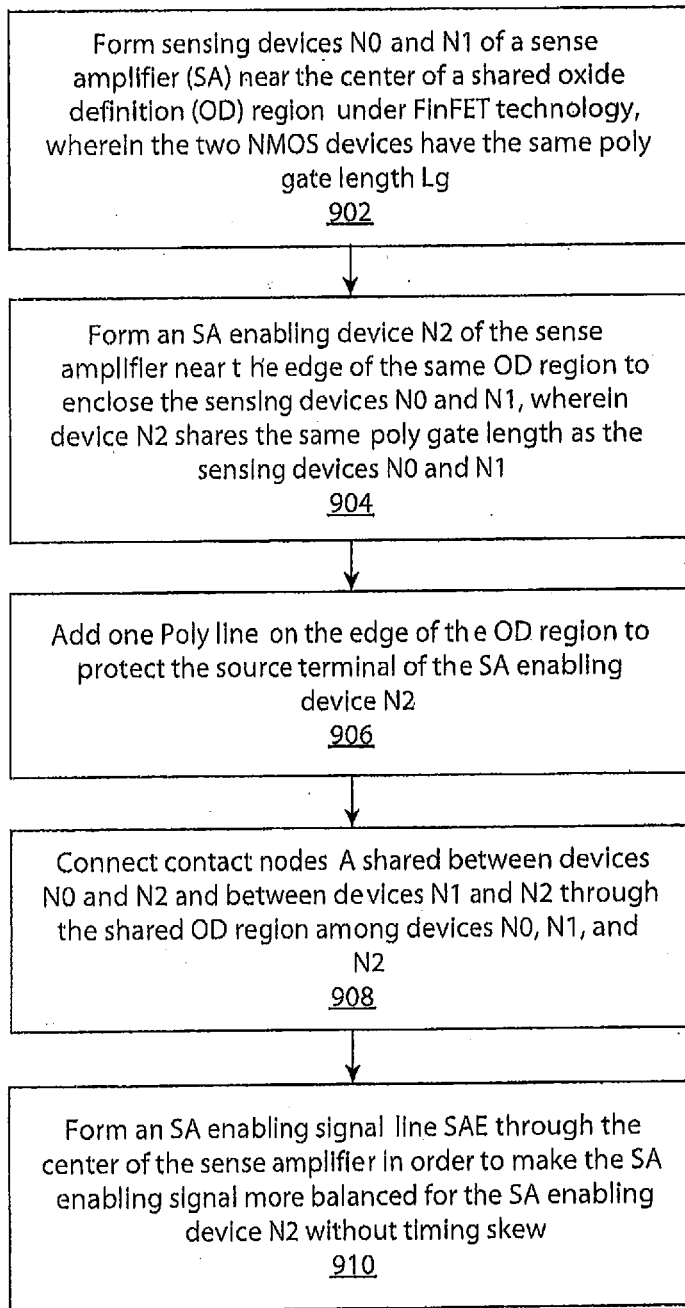 Form sensing devices N0 and N1 of a sense
amplifier (SA) near the center of a shared oxide
definition (OD) region under FinFET technology,
wherein the two NMOS devices have the same poly
gate length Lg
902
Form an SA enabling device N2 of the sense
amplifier near t he edge of the same OD region to
enclose the sensing devices N0 and N1, wherein
device N2 shares the same poly gate length as the
sensing devices N0 and N1
904
Add one Poly line on the edge of the OD region to
protect the source terminal of the SA enabling
device N2
906
Connect contact nodes A shared between devices
N0 and N2 and between devices N1 and N2 through
the shared OD region among devices N0, N1, and
N2
908
Form an SA enabling signal line SAE through the
center of the sense amplifier in order to make the SA
enabling signal more balanced for the SA enabling
device N2 without timing skew
910